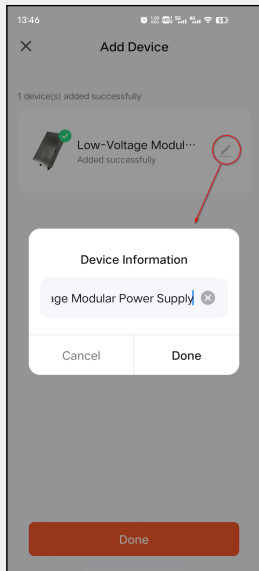 13:46
Add Device
1 device(s) added successfully
Low-Voltage Modul···
Added successfully
Device Information
age Modular Power Supply
Cancel
Done
Done